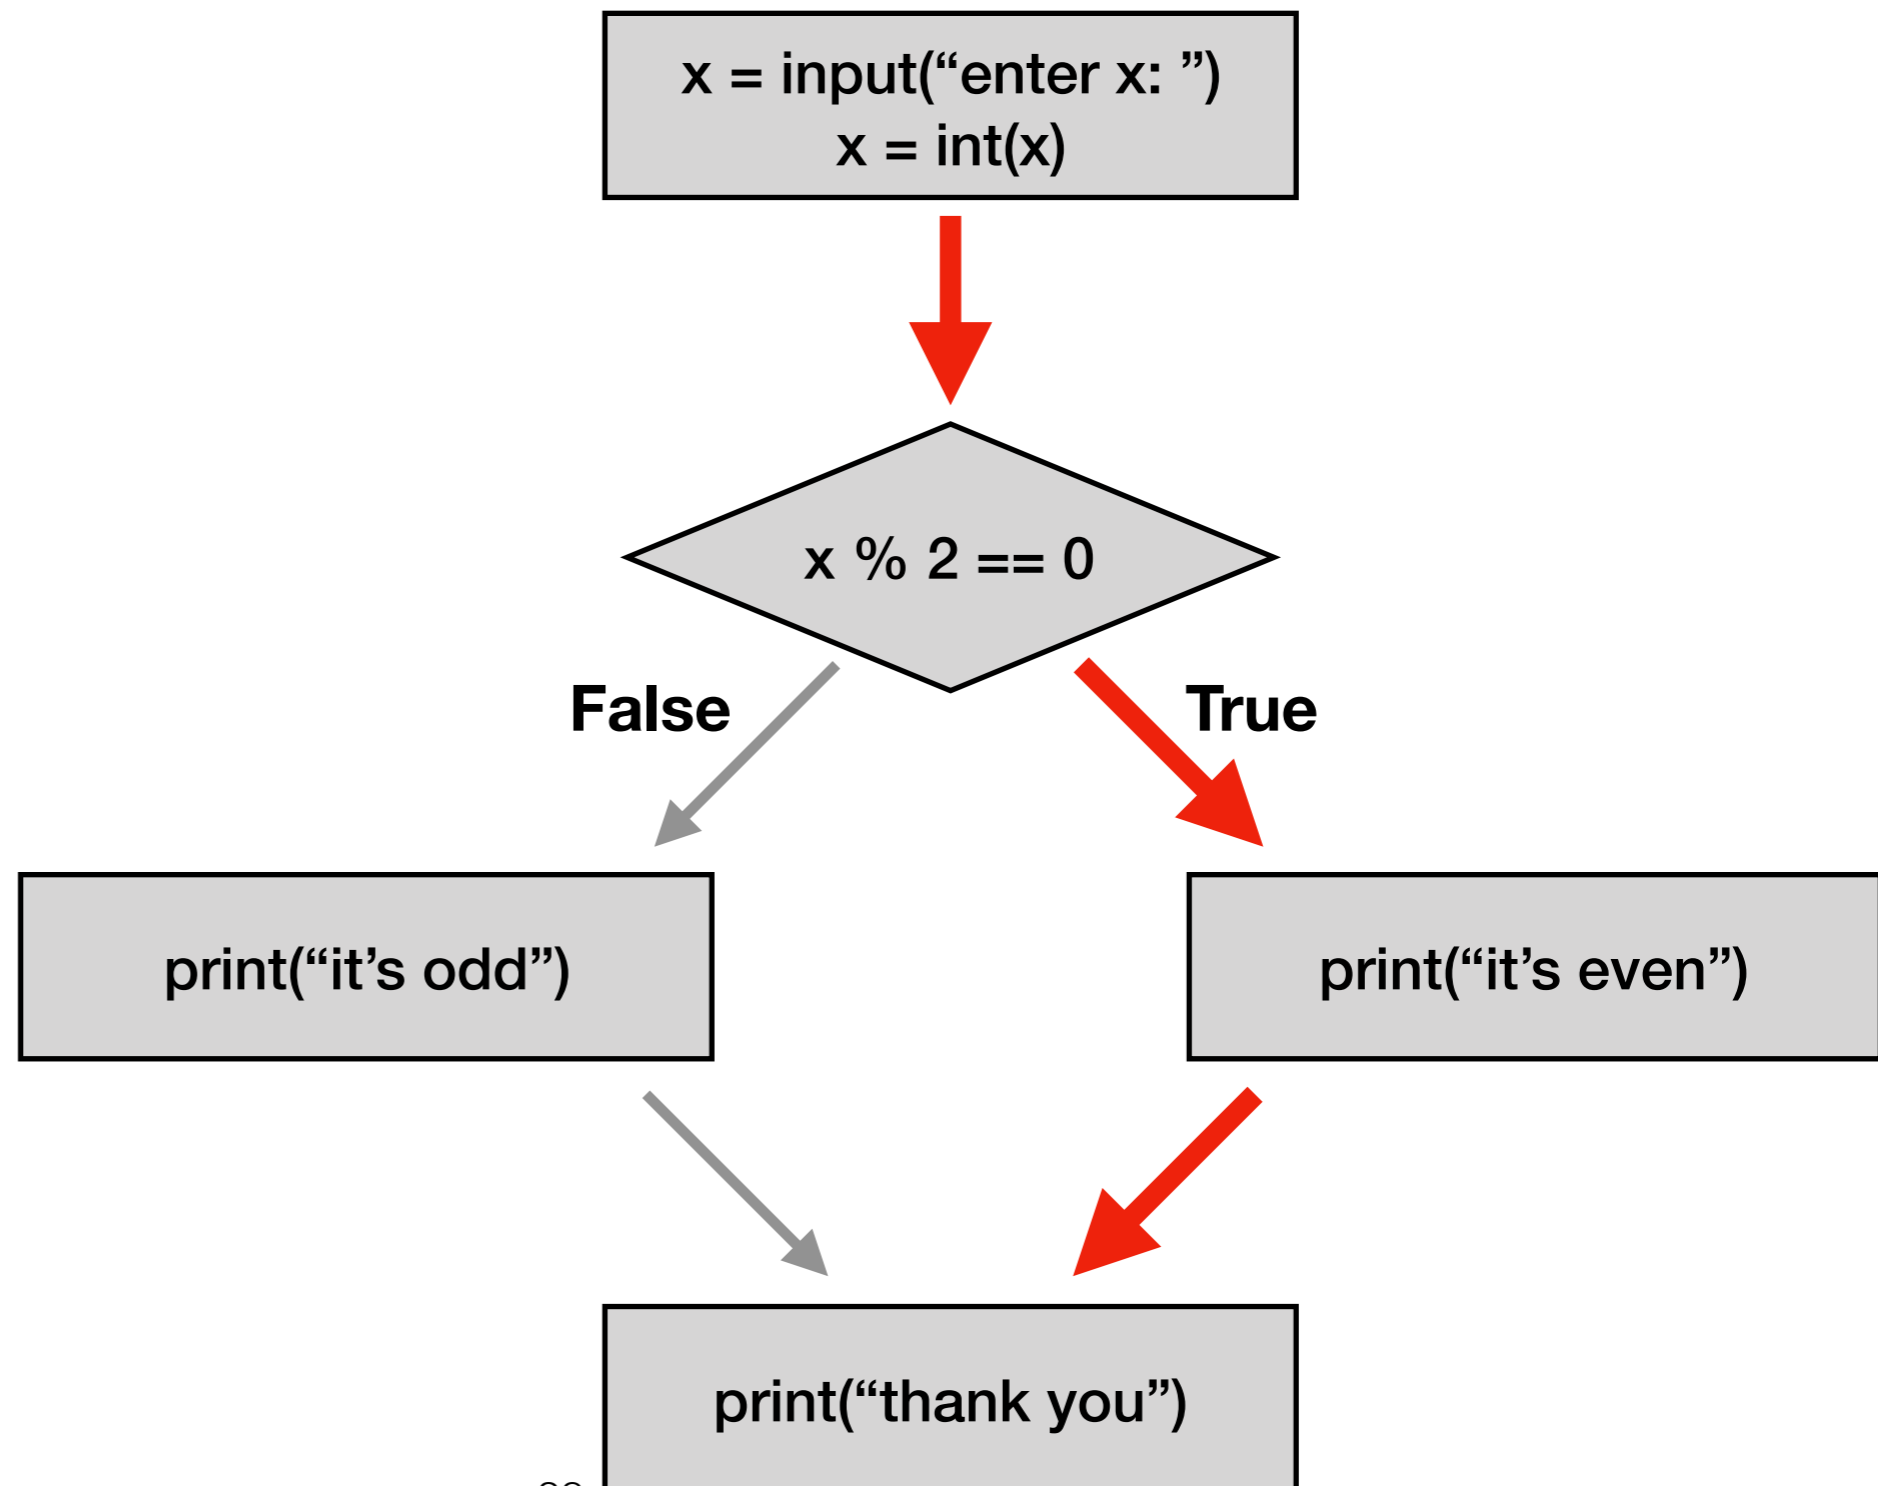 x = input(“enter x: ”)
x = int(x)
x % 2 == 0
False
True
print(“it’s odd”)
print(“it’s even”)
print(“thank you”)